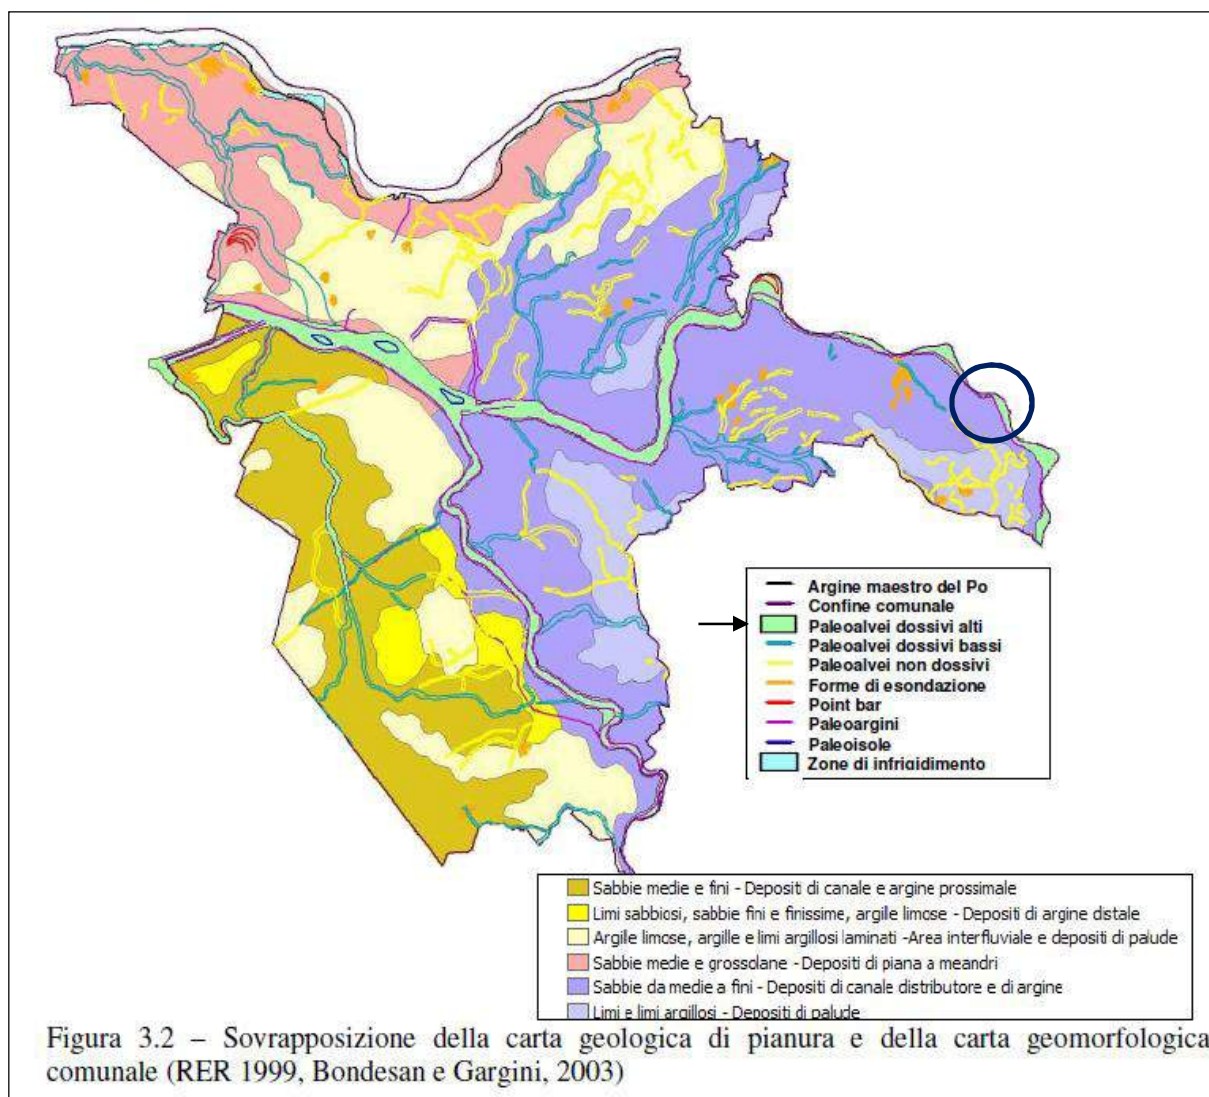 Argine maestro del Po
Confine comunale
Paleoalvei dossivi alti
Paleoalvei dossivi bassi
Paleoalvei non dossivi
Forme di esondazione
Point bar
Paleoargini
Paleoisole
Zone di infrigidimento
Sabbie medie e fini - Depositi di canale e argine prossimale
Limi sabbiosi, sabbie fini e finissime, argille limose - Depositi di argine distale
Argile limose, argille e limi argillosi laminati -Area interfluviale e depositi di palude
Sabbie medie e grossolane - Depositi di piana a meandri
Sabbie da medie a fini - Depositi di canale distributore e di argine
Limi e limi argillosi - Depositi di palude
Figura 3.2 – Sovrapposizione della carta geologica di pianura e della carta geomorfologica
comunale (RER 1999, Bondesan e Gargini, 2003)